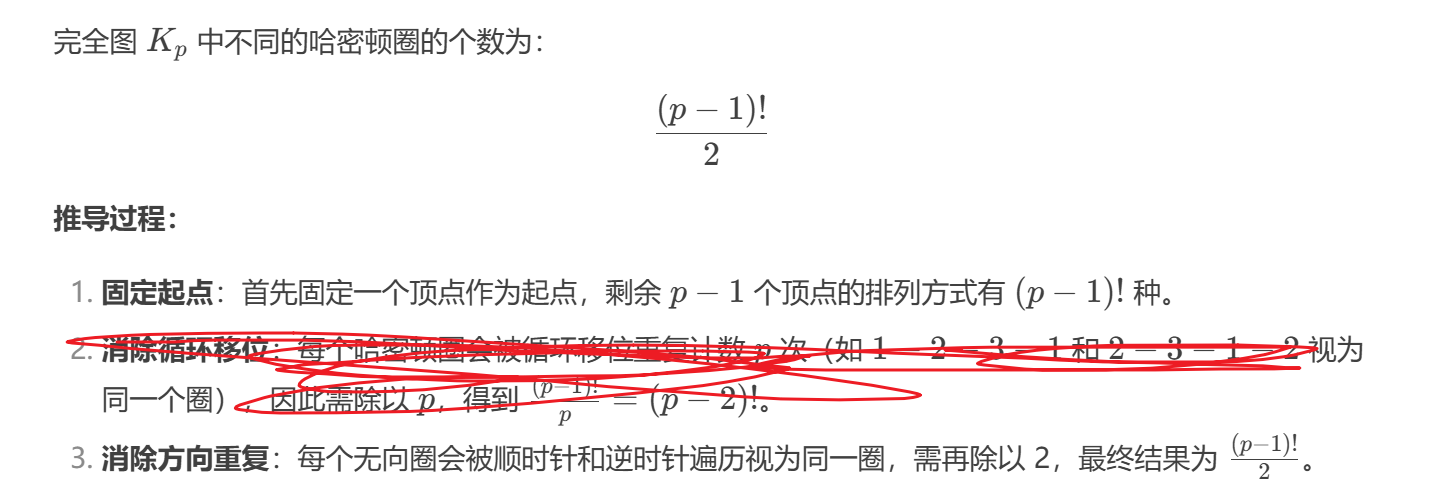 完全图 K_p 中不同的哈密顿圈的个数为：
(p − 1)!
2
推导过程：
1. 固定起点：首先固定一个顶点作为起点，剩余 p − 1 个顶点的排列方式有 (p − 1)! 种。
2. 消除循环移位：每个哈密顿圈会被循环移位重复计数 p 次（如 1 − 2 − 3 − 1 和 2 − 3 − 1 − 2 视为
同一个圈），因此需除以 p，得到 (p−1)!/p = (p − 2)!。
3. 消除方向重复：每个无向圈会被顺时针和逆时针遍历视为同一圈，需再除以 2，最终结果为 (p−1)!/2。